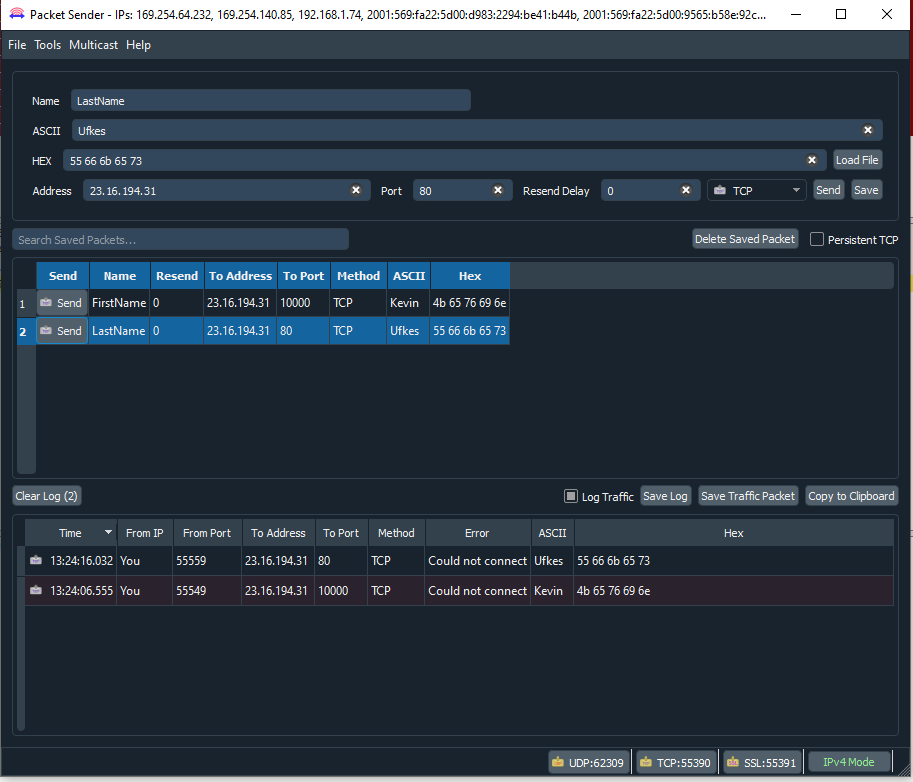 Packet Sender - IPs: 169.254.64.232, 169.254.140.85, 192.168.1.74, 2001:569:fa22:5d00:d983:2294:be41:b44b, 2001:569:fa22:5d00:9565:b58e:92c...
File Tools Multicast Help
Name LastName
ASCII Ufkes
HEX 55 66 6b 65 73 Load File
Address 23.16.194.31 Port 80 Resend Delay 0 TCP Send Save
Search Saved Packets... Delete Saved Packet Persistent TCP
Send Name Resend To Address To Port Method ASCII Hex
1 Send FirstName 0 23.16.194.31 10000 TCP Kevin 4b 65 76 69 6e
2 Send LastName 0 23.16.194.31 80 TCP Ufkes 55 66 6b 65 73
Clear Log (2) Log Traffic Save Log Save Traffic Packet Copy to Clipboard
Time From IP From Port To Address To Port Method Error ASCII Hex
13:24:16.032 You 55559 23.16.194.31 80 TCP Could not connect Ufkes 55 66 6b 65 73
13:24:06.555 You 55549 23.16.194.31 10000 TCP Could not connect Kevin 4b 65 76 69 6e
UDP:62309 TCP:55390 SSL:55391 IPv4 Mode